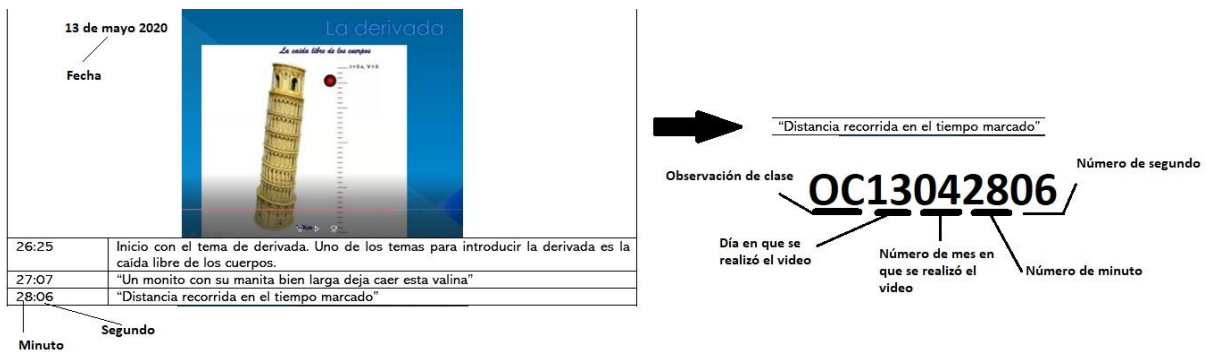 13 de mayo 2020
Fecha
La derivada
La caida libre de los cuerpos
t = 0 s, V = 0
26:25 Inicio con el tema de derivada. Uno de los temas para introducir la derivada es la
caída libre de los cuerpos.
27:07 “Un monito con su manita bien larga deja caer esta valina”
28:06 “Distancia recorrida en el tiempo marcado”
Segundo
Minuto
“Distancia recorrida en el tiempo marcado”
Observación de clase
Número de segundo
OC13042806
Día en que se
realizó el video
Número de mes en
que se realizó el
video
Número de minuto